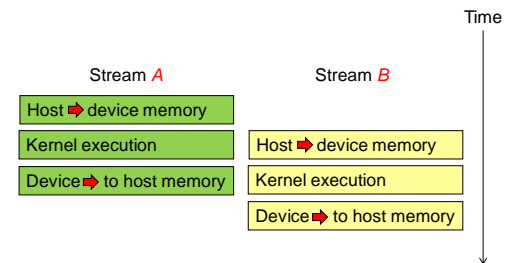 Time
Stream A
Stream B
Host ➡ device memory
Kernel execution
Host ➡ device memory
Device ➡ to host memory
Kernel execution
Device ➡ to host memory